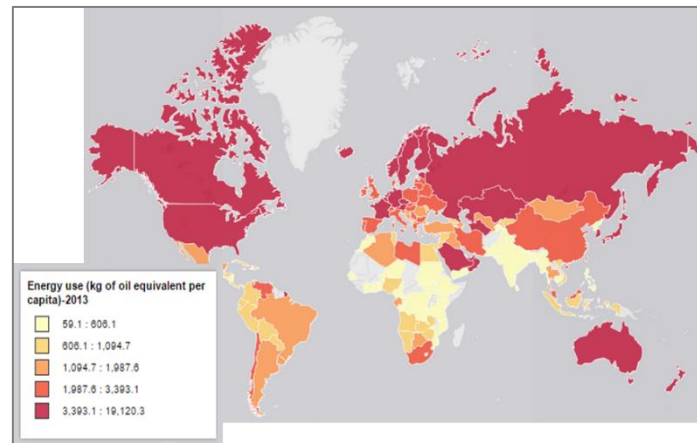 Energy use (kg of oil equivalent per
capita)-2013
59.1 : 606.1
606.1 : 1,094.7
1,094.7 : 1,987.6
1,987.6 : 3,393.1
3,393.1 : 19,120.3